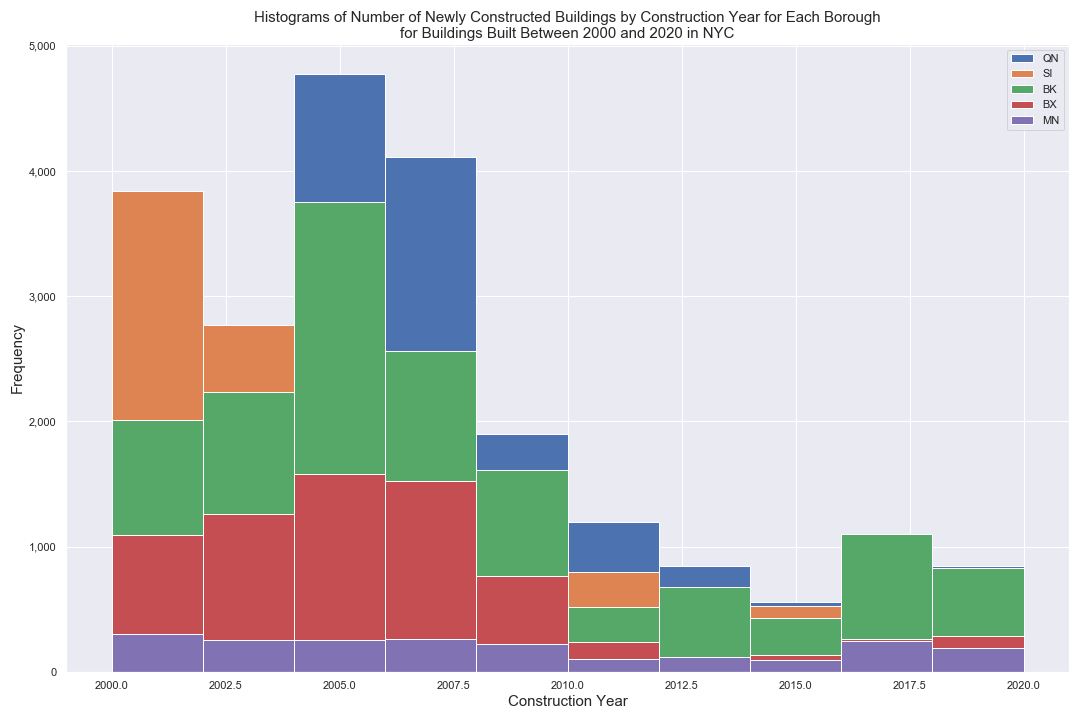 Histograms of Number of Newly Constructed Buildings by Construction Year for Each Borough
for Buildings Built Between 2000 and 2020 in NYC
5,000
4,000
3,000
2,000
1,000
0
Frequency
QN
SI
BK
BX
MN
2000.0 2002.5 2005.0 2007.5 2010.0 2012.5 2015.0 2017.5 2020.0
Construction Year